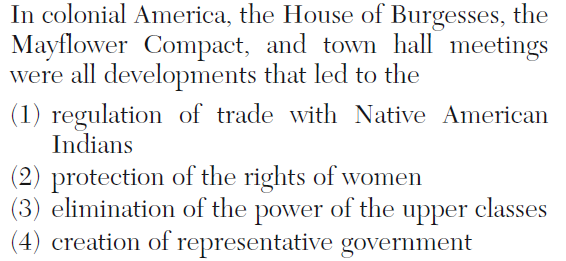 In colonial America, the House of Burgesses, the
Mayflower Compact, and town hall meetings
were all developments that led to the
(1) regulation of trade with Native American
Indians
(2) protection of the rights of women
(3) elimination of the power of the upper classes
(4) creation of representative government